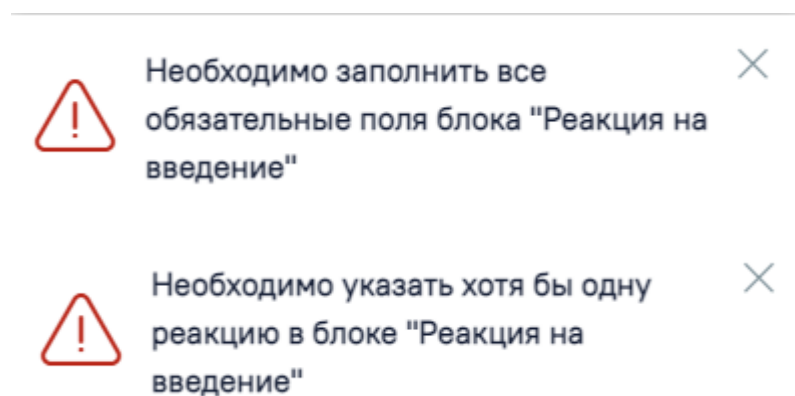 Необходимо заполнить все
обязательные поля блока "Реакция на
введение"
Необходимо указать хотя бы одну
реакцию в блоке "Реакция на
введение"